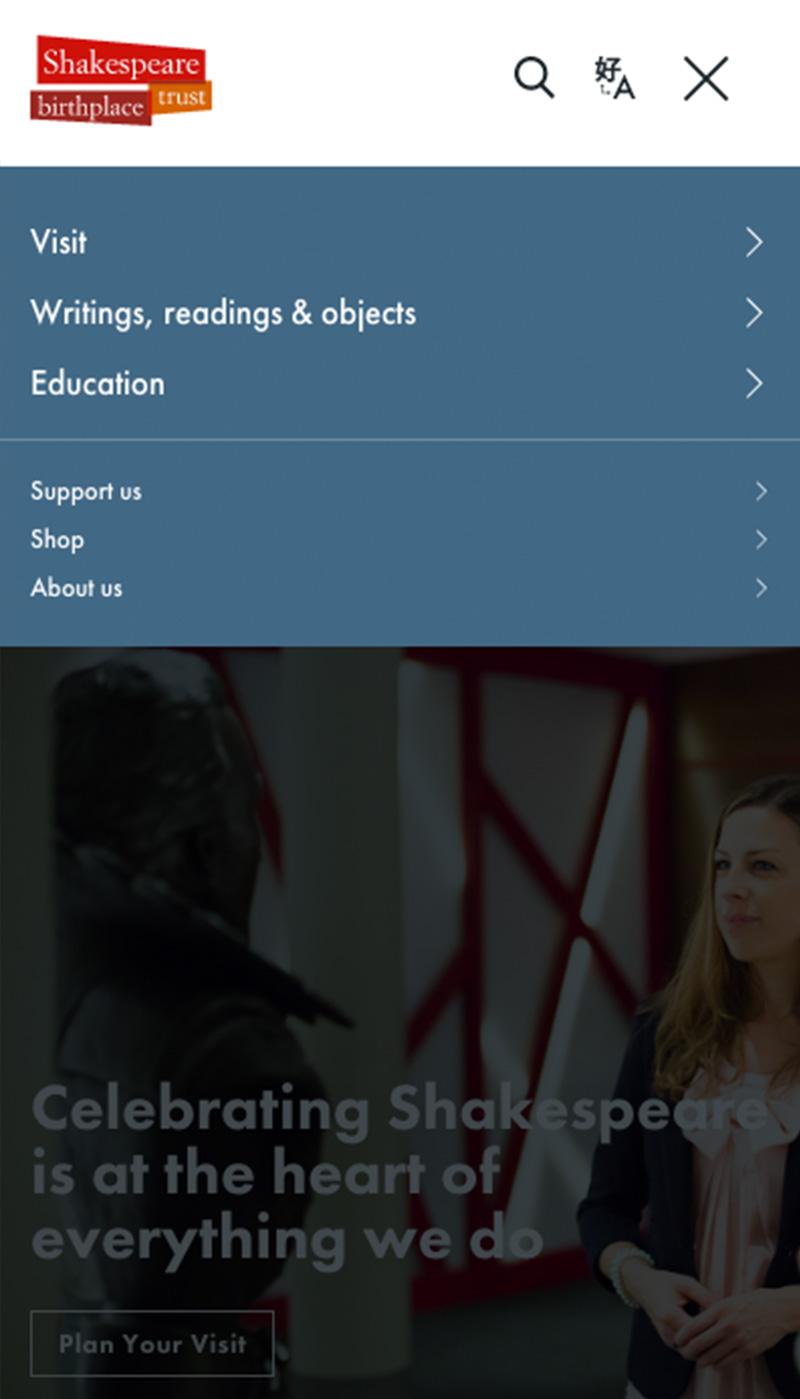 Shakespeare
birthplace trust
好
A
Visit
Writings, readings & objects
Education
Support us
Shop
About us
Celebrating Shakespeare
is at the heart of
everything we do
Plan Your Visit